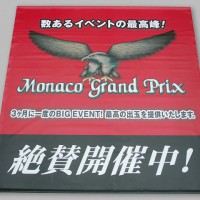 数あるイベントの最高峰!
Monaco Grand Prix
3ヶ月に一度のBIG EVENT!最高の出玉を提供いたします。
絶賛開催中!